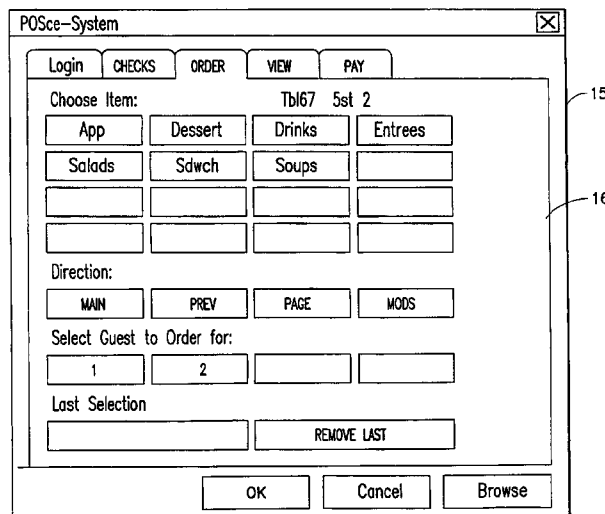 POSce-System
Login CHECKS ORDER VIEW PAY
Choose Item: Tbl67 5st 2
15
App Dessert Drinks Entrees
Salads Sdwch Soups
16
Direction:
MAIN PREV PAGE MODS
Select Guest to Order for:
1 2
Last Selection
REMOVE LAST
OK Cancel Browse